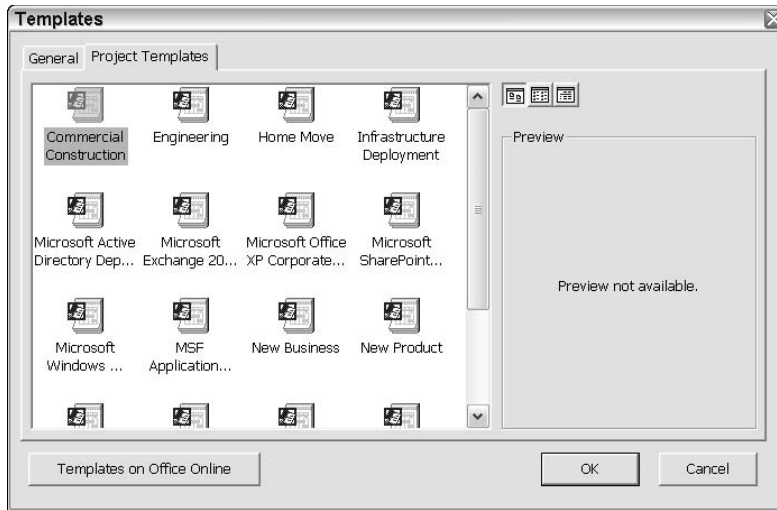 Templates
General Project Templates
Commercial Construction
Engineering
Home Move
Infrastructure Deployment
Preview
Microsoft Active Directory Dep...
Microsoft Exchange 20...
Microsoft Office XP Corporate...
Microsoft SharePoint...
Preview not available.
Microsoft Windows ...
MSF Application...
New Business
New Product
Templates on Office Online
OK
Cancel